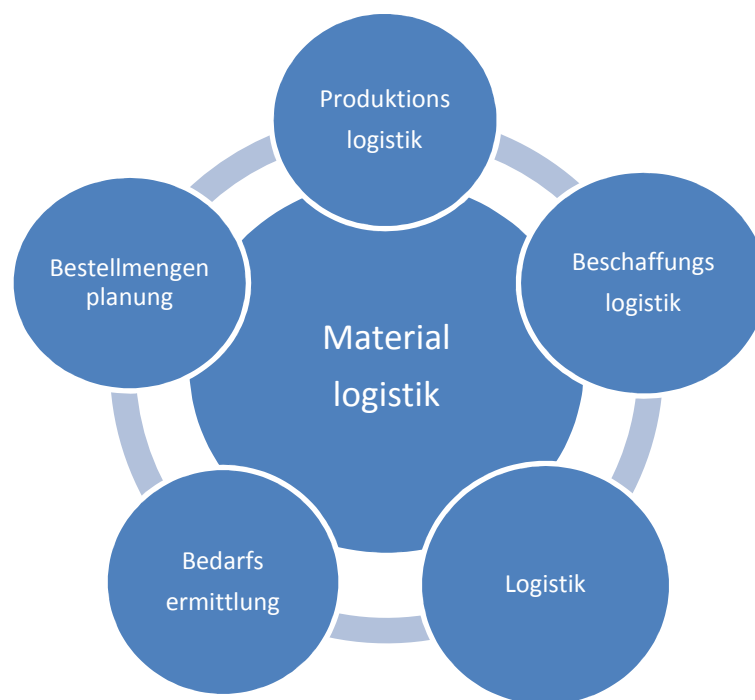 Produktions
logistik
Beschaffungs
logistik
Logistik
Bedarfs
ermittlung
Bestellmengen
planung
Material
logistik